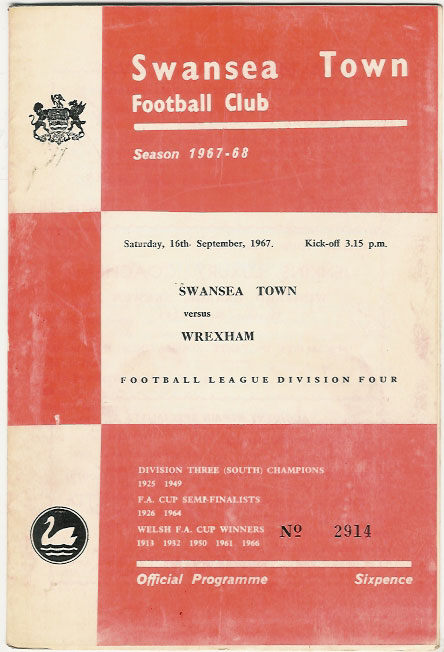 Swansea Town
Football Club
Season 1967-68
Saturday, 16th September, 1967. Kick-off 3.15 p.m.
SWANSEA TOWN
versus
WREXHAM
FOOTBALL LEAGUE DIVISION FOUR
DIVISION THREE (SOUTH) CHAMPIONS
1925 1949
F.A. CUP SEMI-FINALISTS
1926 1964
WELSH F.A. CUP WINNERS
1913 1932 1950 1961 1966
Nº 2914
Official Programme Sixpence